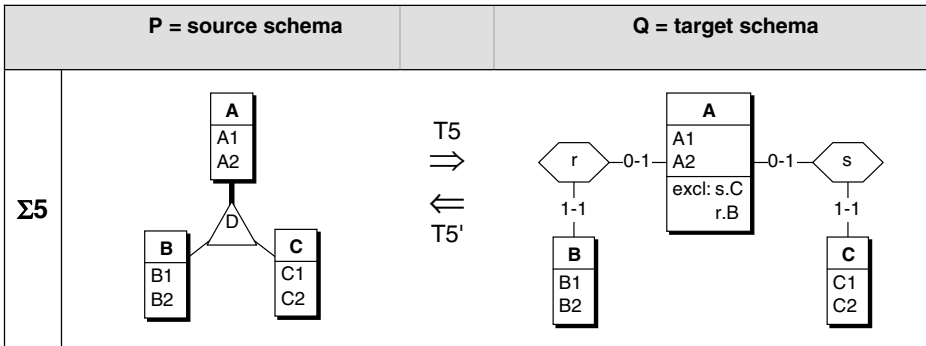 P = source schema
Q = target schema
Σ5
A
A1
A2
D
B
B1
B2
C
C1
C2
T5
⇒
⇐
T5'
r
0-1
A
A1
A2
excl: s.C
r.B
0-1
s
1-1
1-1
B
B1
B2
C
C1
C2